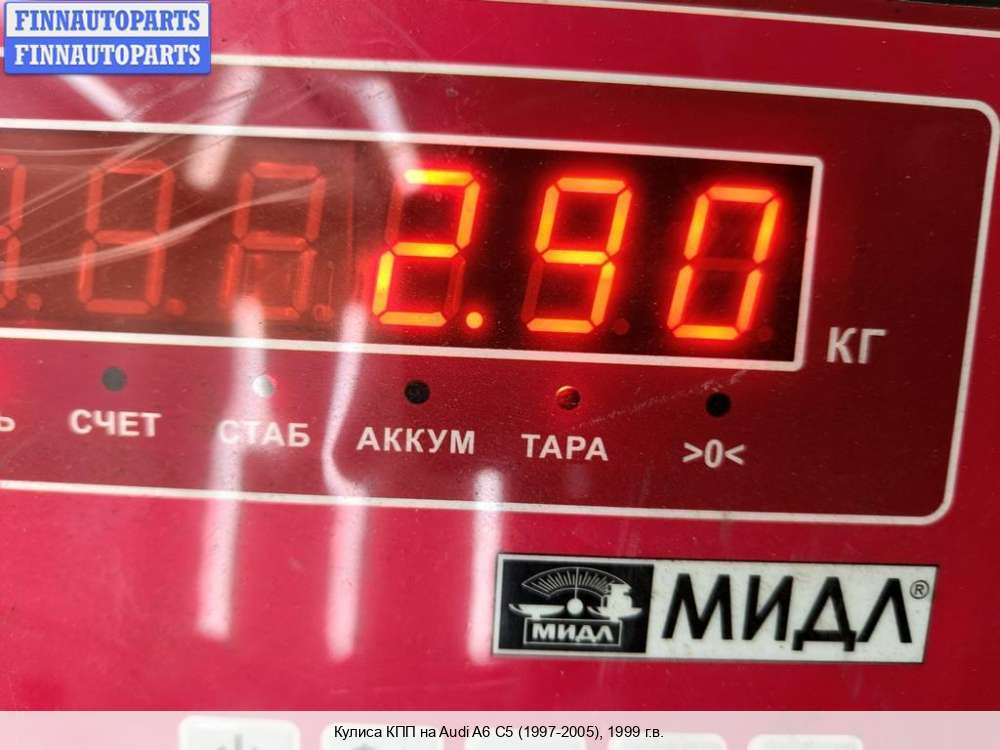 FINNAUTOPARTS
FINNAUTOPARTS
2.90
КГ
Ь СЧЕТ СТАБ АККУМ ТАРА >0<
МИДЛ МИДЛ®
Кулиса КПП на Audi A6 C5 (1997-2005), 1999 г.в.